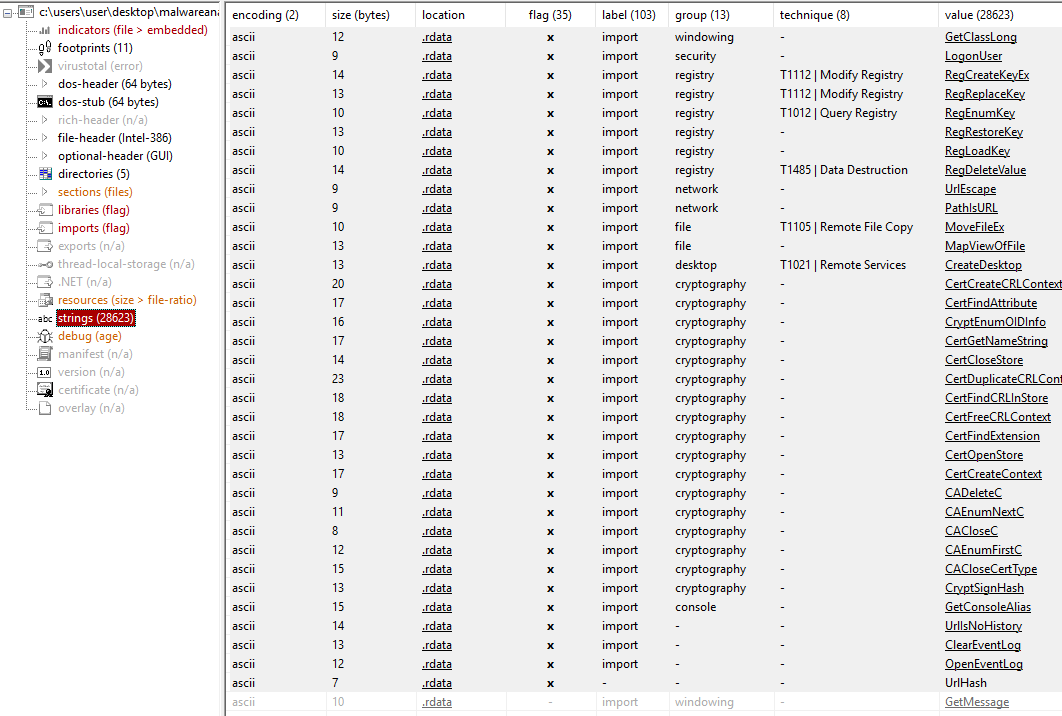 c:\users\user\desktop\malwareana
indicators (file > embedded)
footprints (11)
virustotal (error)
dos-header (64 bytes)
dos-stub (64 bytes)
rich-header (n/a)
file-header (Intel-386)
optional-header (GUI)
directories (5)
sections (files)
libraries (flag)
imports (flag)
exports (n/a)
thread-local-storage (n/a)
.NET (n/a)
resources (size > file-ratio)
abc strings (28623)
debug (age)
manifest (n/a)
1.0 version (n/a)
certificate (n/a)
overlay (n/a)
encoding (2) size (bytes) location flag (35) label (103) group (13) technique (8) value (28623)
ascii 12 .rdata x import windowing - GetClassLong
ascii 9 .rdata x import security - LogonUser
ascii 14 .rdata x import registry T1112 | Modify Registry RegCreateKeyEx
ascii 13 .rdata x import registry T1112 | Modify Registry RegReplaceKey
ascii 10 .rdata x import registry T1012 | Query Registry RegEnumKey
ascii 13 .rdata x import registry - RegRestoreKey
ascii 10 .rdata x import registry - RegLoadKey
ascii 14 .rdata x import registry T1485 | Data Destruction RegDeleteValue
ascii 9 .rdata x import network - UrlEscape
ascii 9 .rdata x import network - PathIsURL
ascii 10 .rdata x import file T1105 | Remote File Copy MoveFileEx
ascii 13 .rdata x import file - MapViewOfFile
ascii 13 .rdata x import desktop T1021 | Remote Services CreateDesktop
ascii 20 .rdata x import cryptography - CertCreateCRLContext
ascii 17 .rdata x import cryptography - CertFindAttribute
ascii 16 .rdata x import cryptography - CryptEnumOIDInfo
ascii 17 .rdata x import cryptography - CertGetNameString
ascii 14 .rdata x import cryptography - CertCloseStore
ascii 23 .rdata x import cryptography - CertDuplicateCRLCont
ascii 18 .rdata x import cryptography - CertFindCRLInStore
ascii 18 .rdata x import cryptography - CertFreeCRLContext
ascii 17 .rdata x import cryptography - CertFindExtension
ascii 13 .rdata x import cryptography - CertOpenStore
ascii 17 .rdata x import cryptography - CertCreateContext
ascii 9 .rdata x import cryptography - CADeleteC
ascii 11 .rdata x import cryptography - CAEnumNextC
ascii 8 .rdata x import cryptography - CACloseC
ascii 12 .rdata x import cryptography - CAEnumFirstC
ascii 15 .rdata x import cryptography - CACloseCertType
ascii 13 .rdata x import cryptography - CryptSignHash
ascii 15 .rdata x import console - GetConsoleAlias
ascii 14 .rdata x import - - UrlIsNoHistory
ascii 13 .rdata x import - - ClearEventLog
ascii 12 .rdata x import - - OpenEventLog
ascii 7 .rdata x - - - UrlHash
ascii 10 .rdata - import windowing - GetMessage